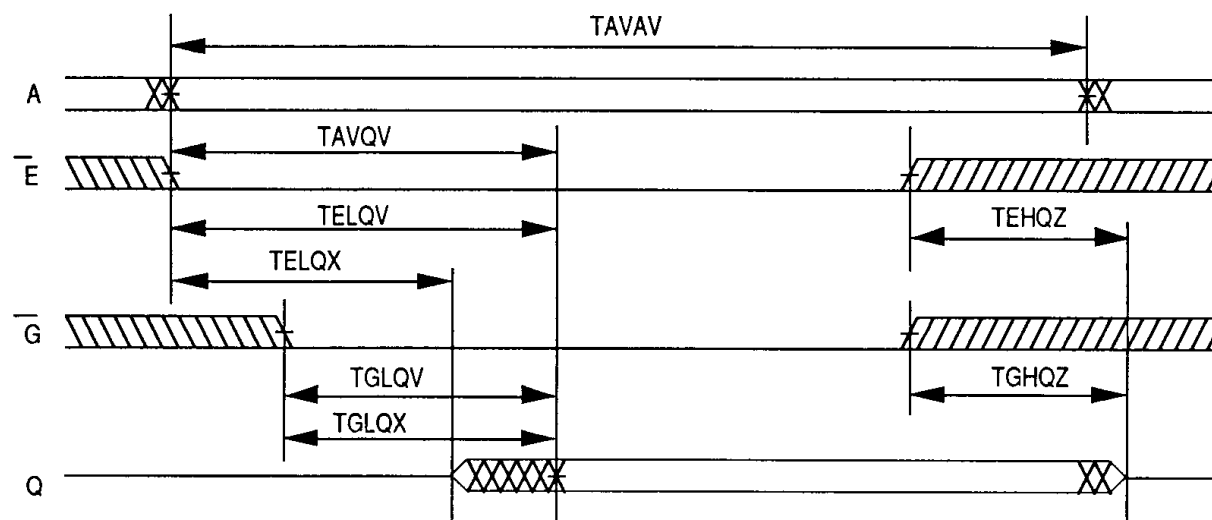 TAVAV
A
TAVQV
E̅
TELQV
TEHQZ
TELQX
G̅
TGLQV
TGHQZ
TGLQX
Q